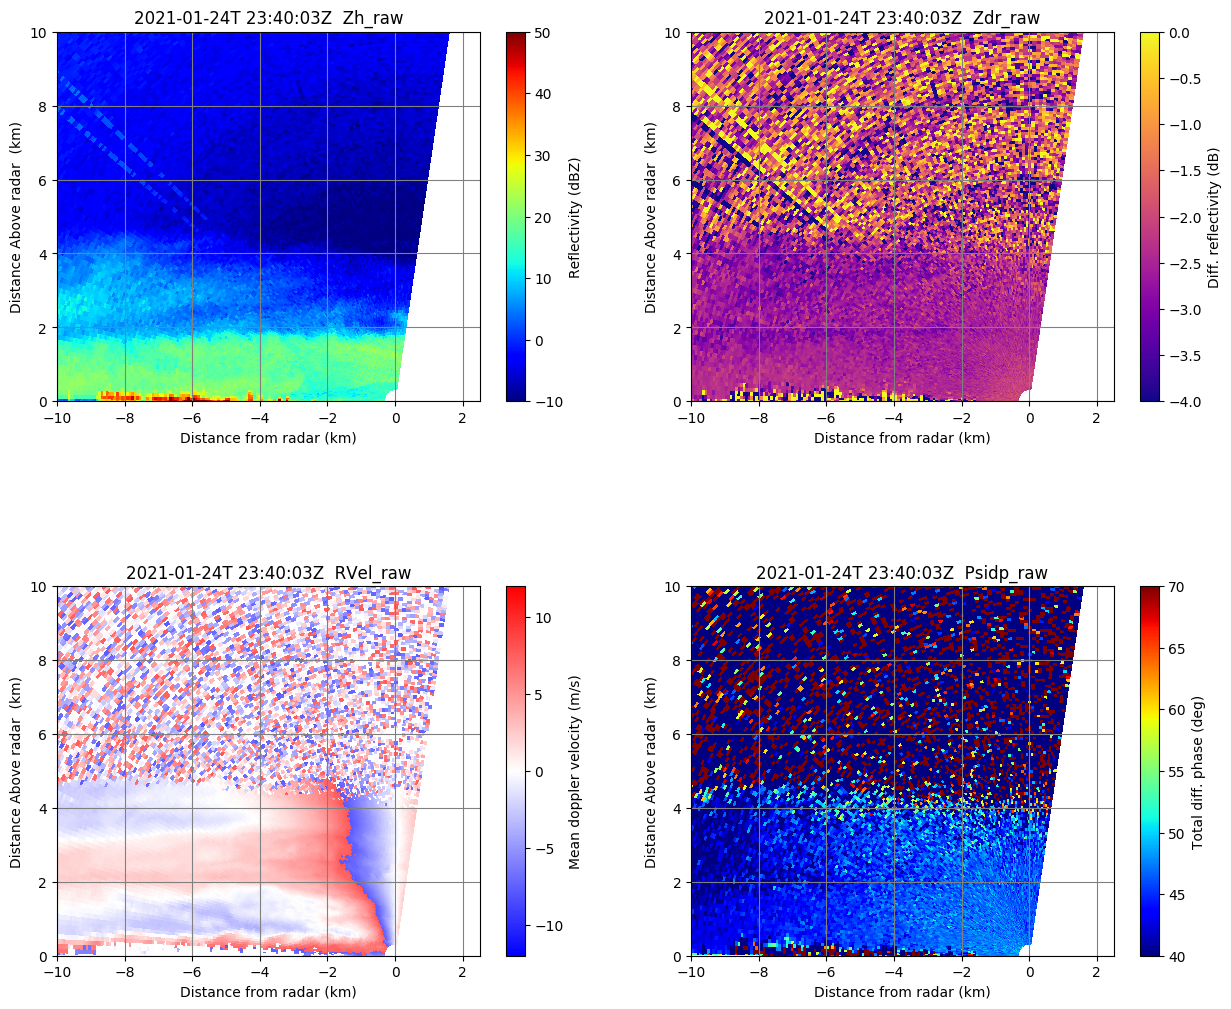 2021-01-24T 23:40:03Z  Zh_raw
10
8
6
4
2
0
Distance Above radar  (km)
−10 −8 −6 −4 −2 0 2
Distance from radar (km)
50
40
30
20
10
0
−10
Reflectivity (dBZ)
2021-01-24T 23:40:03Z  Zdr_raw
10
8
6
4
2
0
Distance Above radar  (km)
−10 −8 −6 −4 −2 0 2
Distance from radar (km)
0.0
−0.5
−1.0
−1.5
−2.0
−2.5
−3.0
−3.5
−4.0
Diff. reflectivity (dB)
2021-01-24T 23:40:03Z  RVel_raw
10
8
6
4
2
0
Distance Above radar  (km)
−10 −8 −6 −4 −2 0 2
Distance from radar (km)
10
5
0
−5
−10
Mean doppler velocity (m/s)
2021-01-24T 23:40:03Z  Psidp_raw
10
8
6
4
2
0
Distance Above radar  (km)
−10 −8 −6 −4 −2 0 2
Distance from radar (km)
70
65
60
55
50
45
40
Total diff. phase (deg)